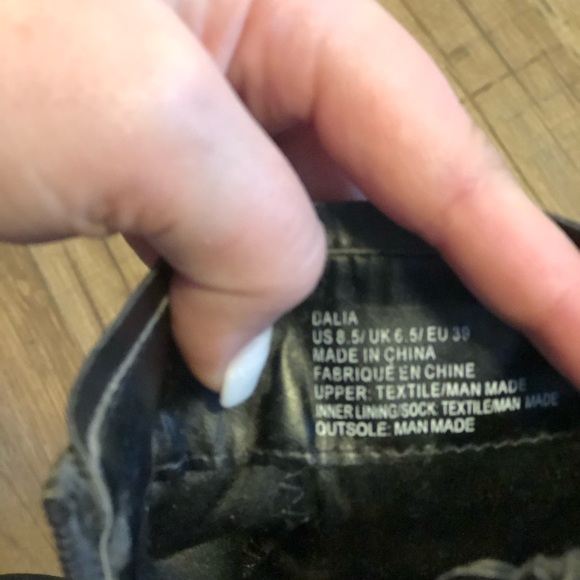 DALIA
US 8.5/ UK 6.5/ EU 39
MADE IN CHINA
FABRIQUÉ EN CHINE
UPPER: TEXTILE/MAN MADE
INNER LINING/SOCK: TEXTILE/MAN MADE
OUTSOLE: MAN MADE